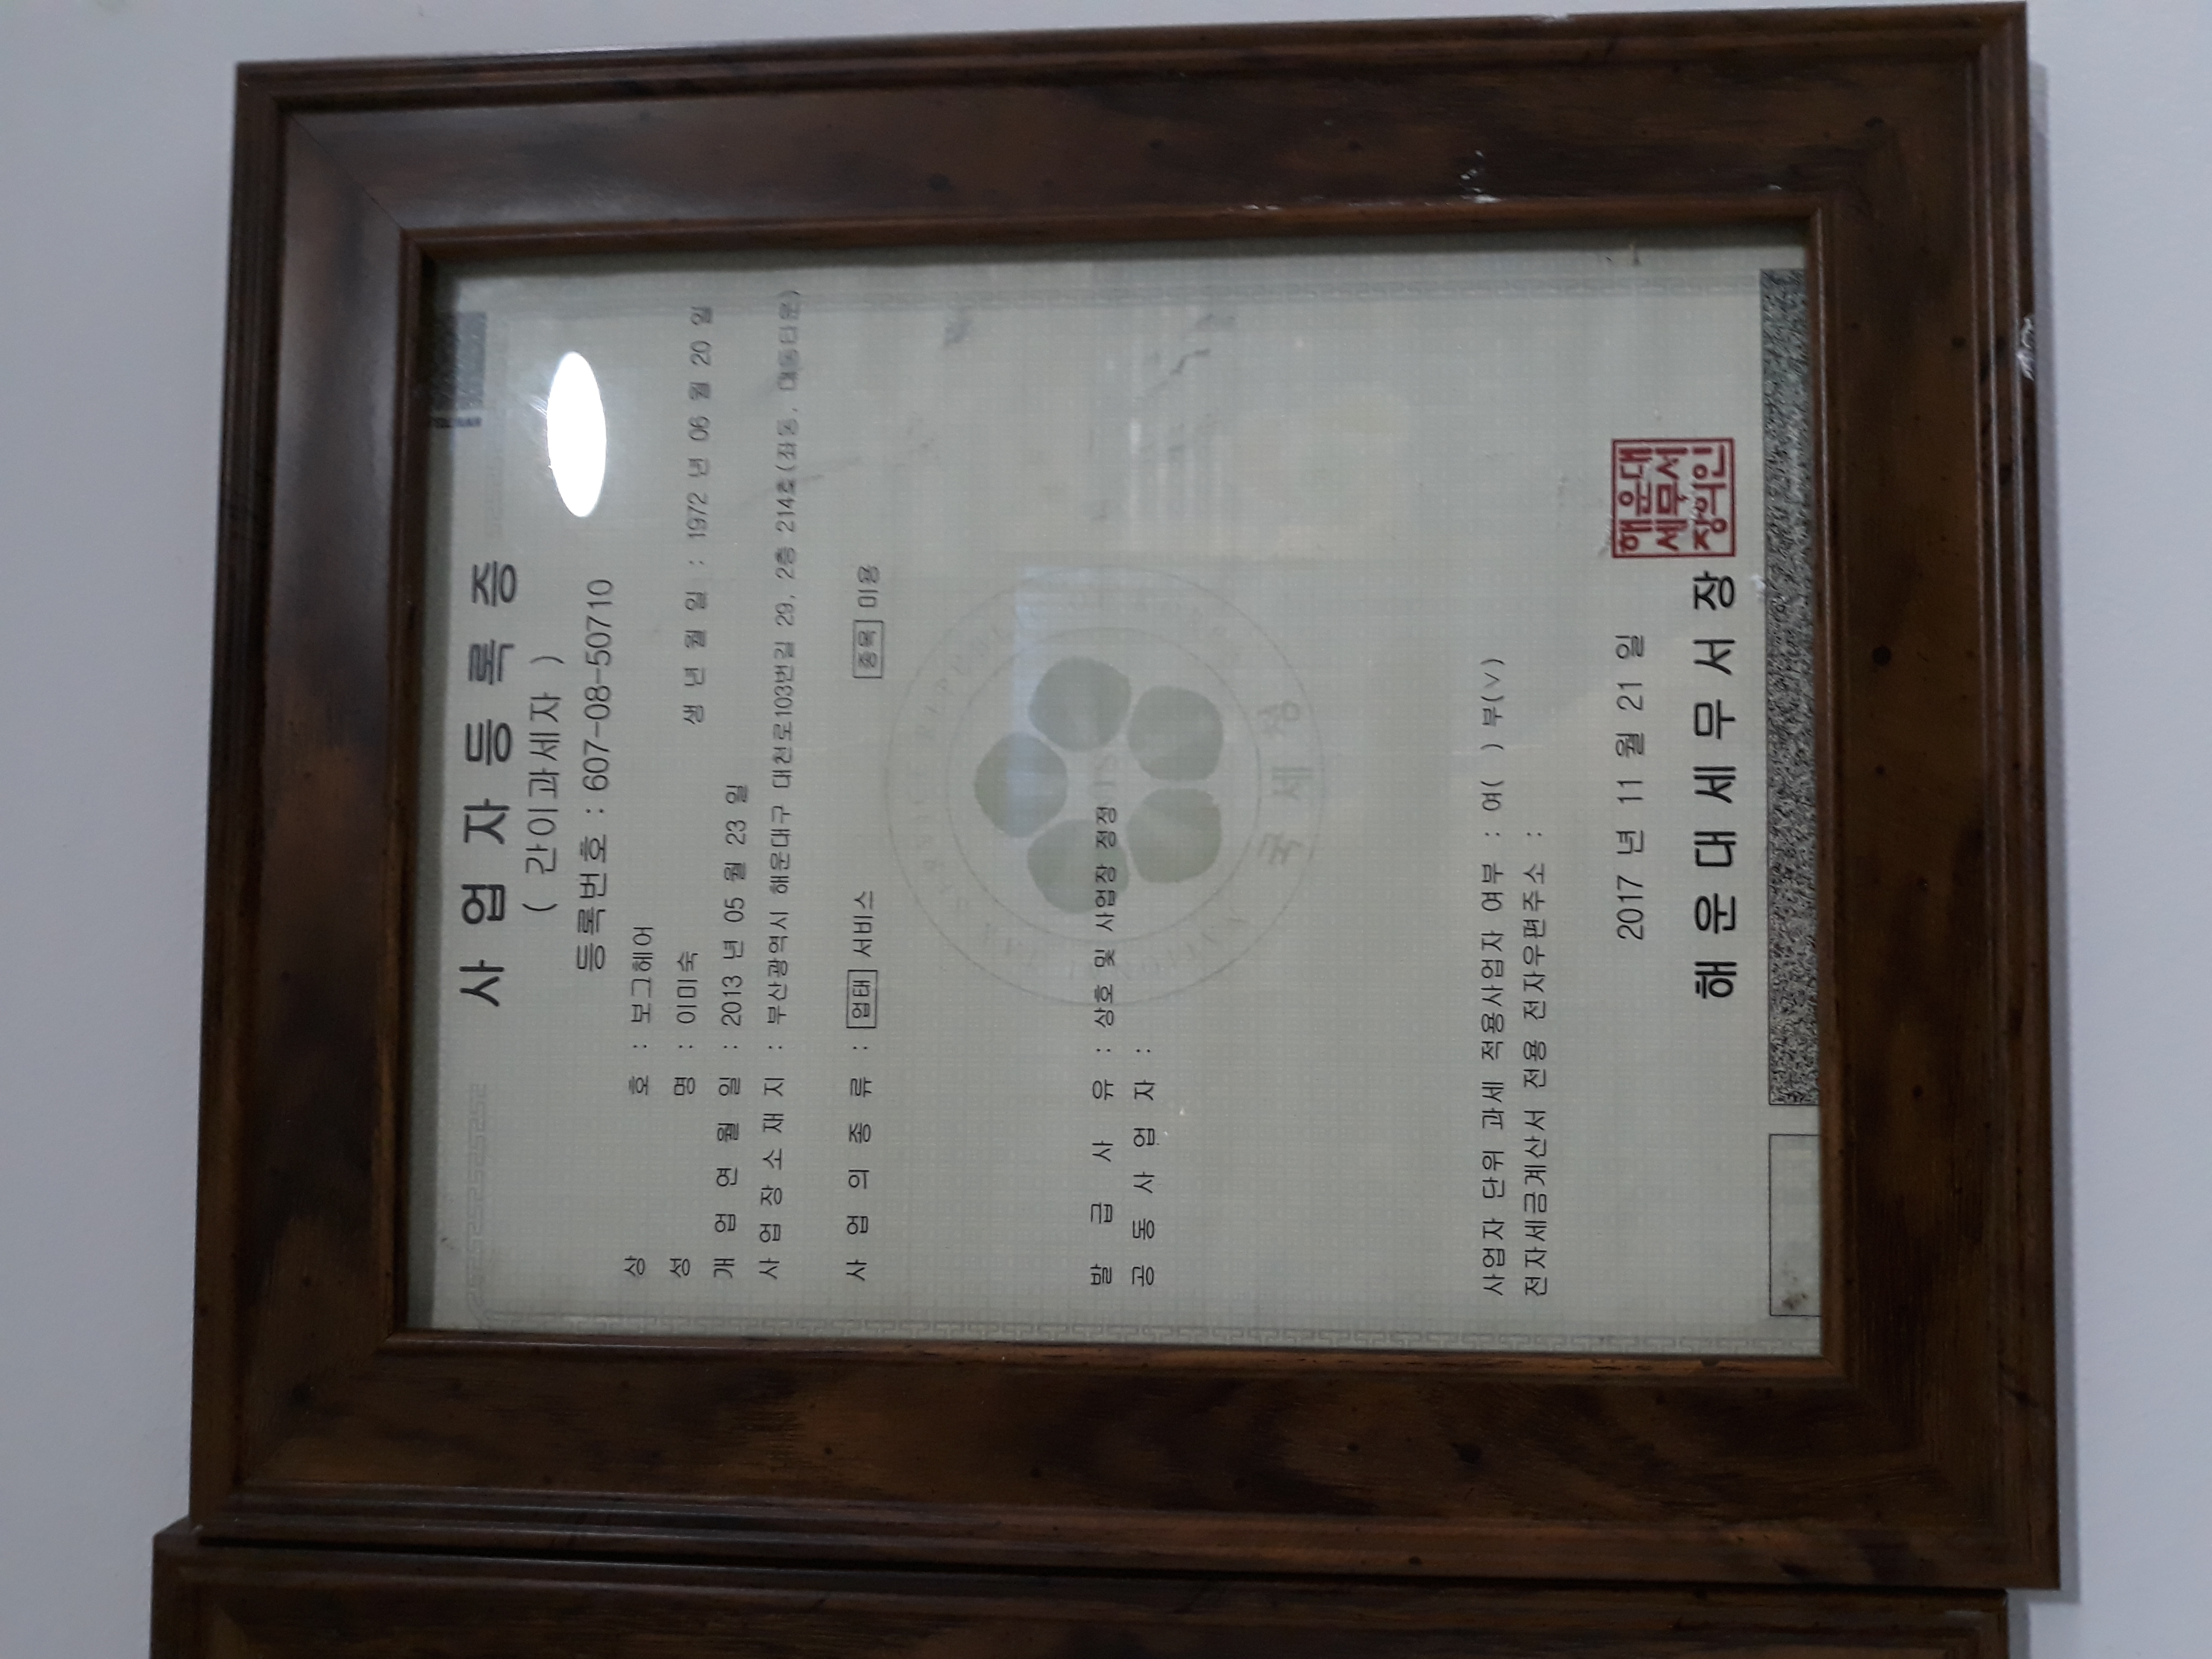 사업자등록증
( 간이과세자 )
등록번호 : 607-08-50710
상 호 : 보그헤어
성 명 : 이미숙 생 년 월 일 : 1972 년 06 월 20 일
개 업 연 월 일 : 2013 년 05 월 23 일
사 업 장 소 재 지 : 부산광역시 해운대구 대천로103번길 29, 2층 214호(좌동, 대동타운)
사 업 의 종 류 : 업태 서비스 종목 미용
국세청
발 급 사 유 : 상호 및 사업장 정정
공 동 사 업 자 :
사업자 단위 과세 적용사업자 여부 : 여( ) 부(v)
전자세금계산서 전용 전자우편주소 :
2017 년 11 월 21 일
해 운 대 세 무 서 장
해운대
세무서
장의인